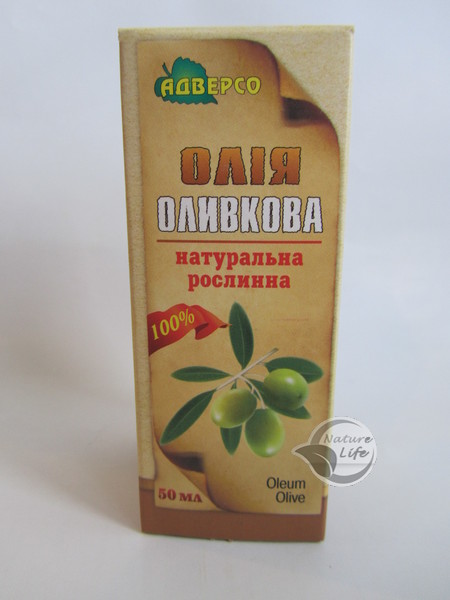 АДВЕРСО
ОЛІЯ
ОЛИВКОВА
натуральна
рослинна
100%
Nature
Life
Oleum
Olive
50 мл